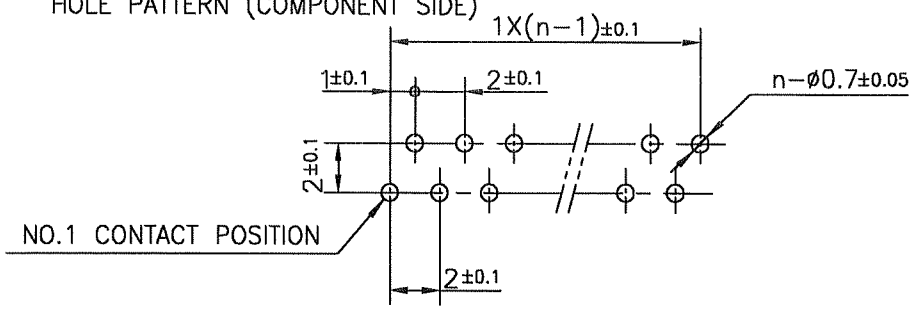 HOLE PATTERN (COMPONENT SIDE)
1X(n-1)±0.1
1±0.1
2±0.1
n-Ø0.7±0.05
2±0.1
NO.1 CONTACT POSITION
2±0.1